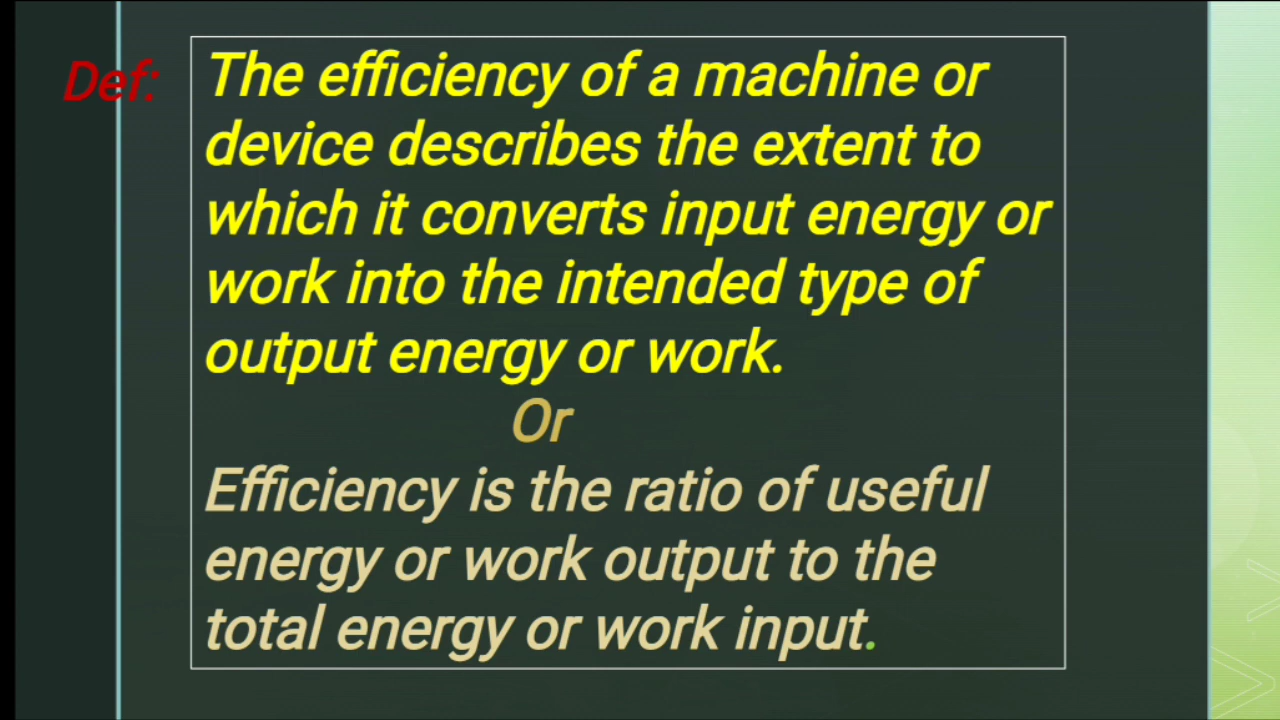 Def:
The efficiency of a machine or
device describes the extent to
which it converts input energy or
work into the intended type of
output energy or work.
Or
Efficiency is the ratio of useful
energy or work output to the
total energy or work input.